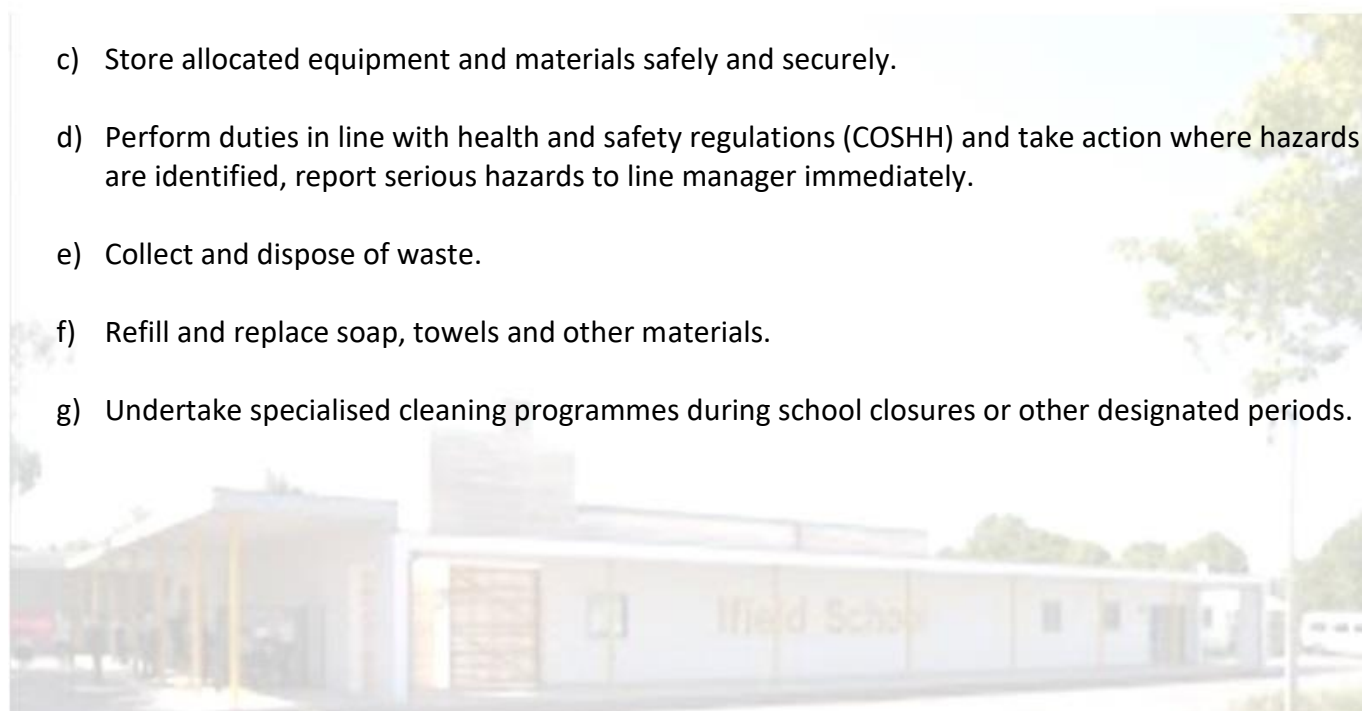 c) Store allocated equipment and materials safely and securely.
d) Perform duties in line with health and safety regulations (COSHH) and take action where hazards
are identified, report serious hazards to line manager immediately.
e) Collect and dispose of waste.
f) Refill and replace soap, towels and other materials.
g) Undertake specialised cleaning programmes during school closures or other designated periods.
Ifield School